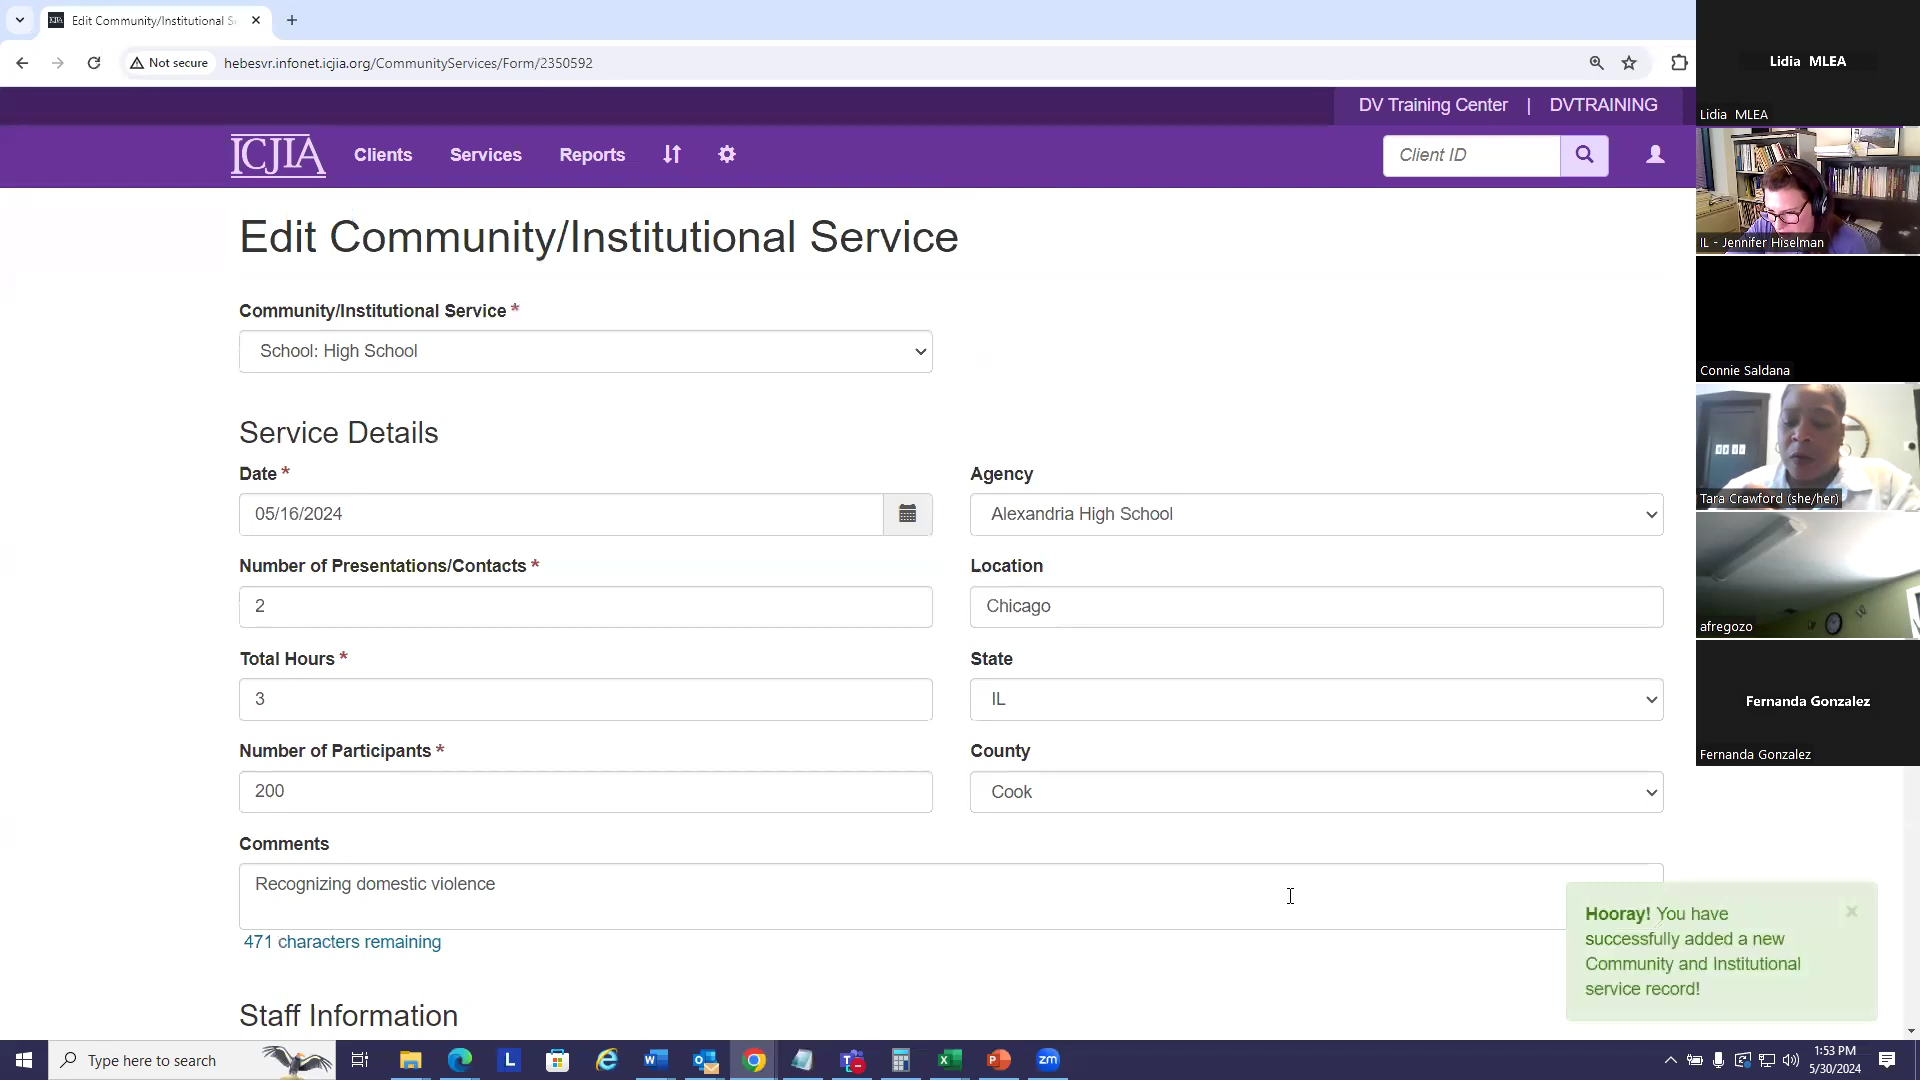 Edit Community/Institutional S
Not secure
hebesvr.infonet.icjia.org/CommunityServices/Form/2350592
DV Training Center | DVTRAINING
ICJIA
Clients
Services
Reports
Client ID
Edit Community/Institutional Service
Community/Institutional Service *
School: High School
Service Details
Date *
Agency
05/16/2024
Alexandria High School
Number of Presentations/Contacts *
Location
2
Chicago
Total Hours *
State
3
IL
Number of Participants *
County
200
Cook
Comments
Recognizing domestic violence
471 characters remaining
Staff Information
Hooray! You have
successfully added a new
Community and Institutional
service record!
Lidia MLEA
Lidia MLEA
IL - Jennifer Hiselman
Connie Saldana
Tara Crawford (she/her)
afregozo
Fernanda Gonzalez
Fernanda Gonzalez
Type here to search
1:53 PM
5/30/2024